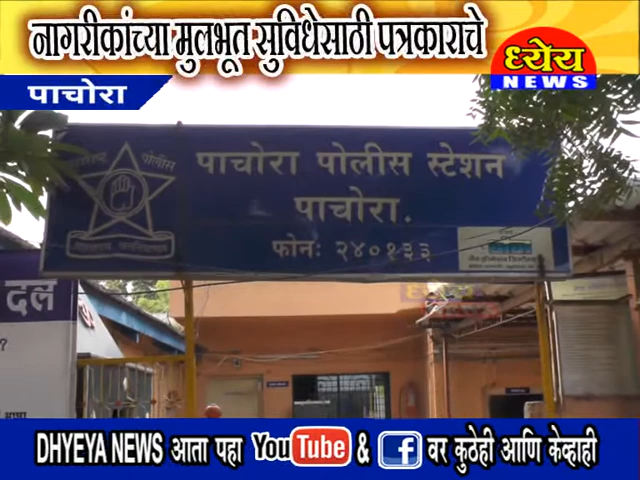 नागरीकांच्या मुलभूत सुविधेसाठी पत्रकाराचे
ध्येय
NEWS
पाचोरा
पोलीस
पाचोरा पोलीस स्टेशन
पाचोरा.
फोन: २४०१३३
दल
?
DHYEYA NEWS आता पहा YouTube & f वर कुठेही आणि केव्हाही